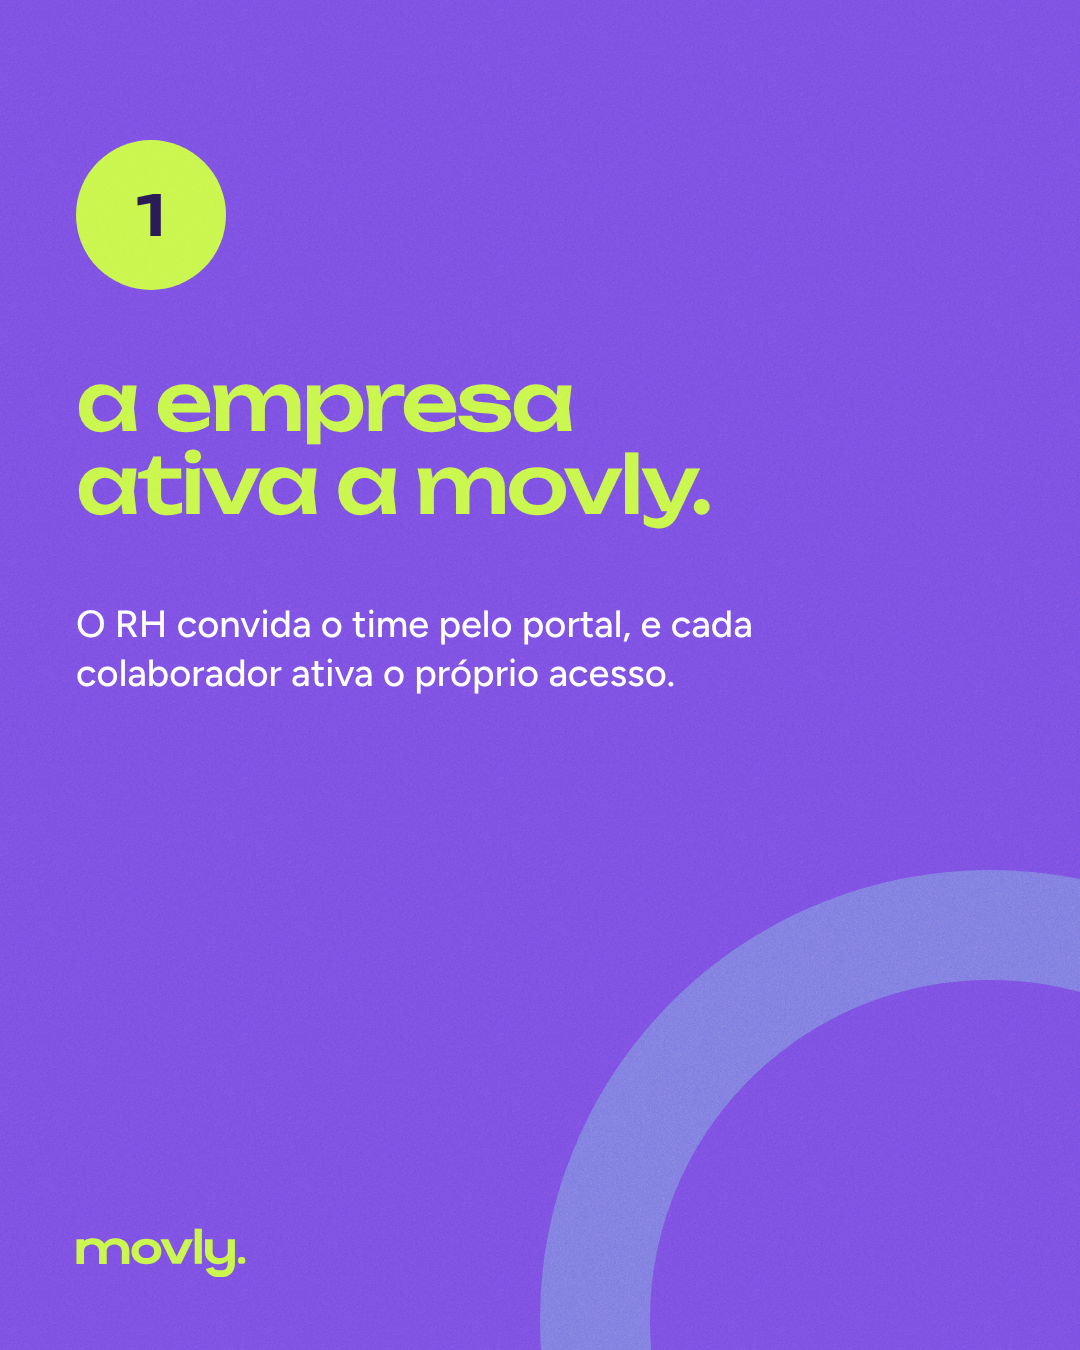 1
a empresa
ativa a movly.
O RH convida o time pelo portal, e cada
colaborador ativa o próprio acesso.
movly.